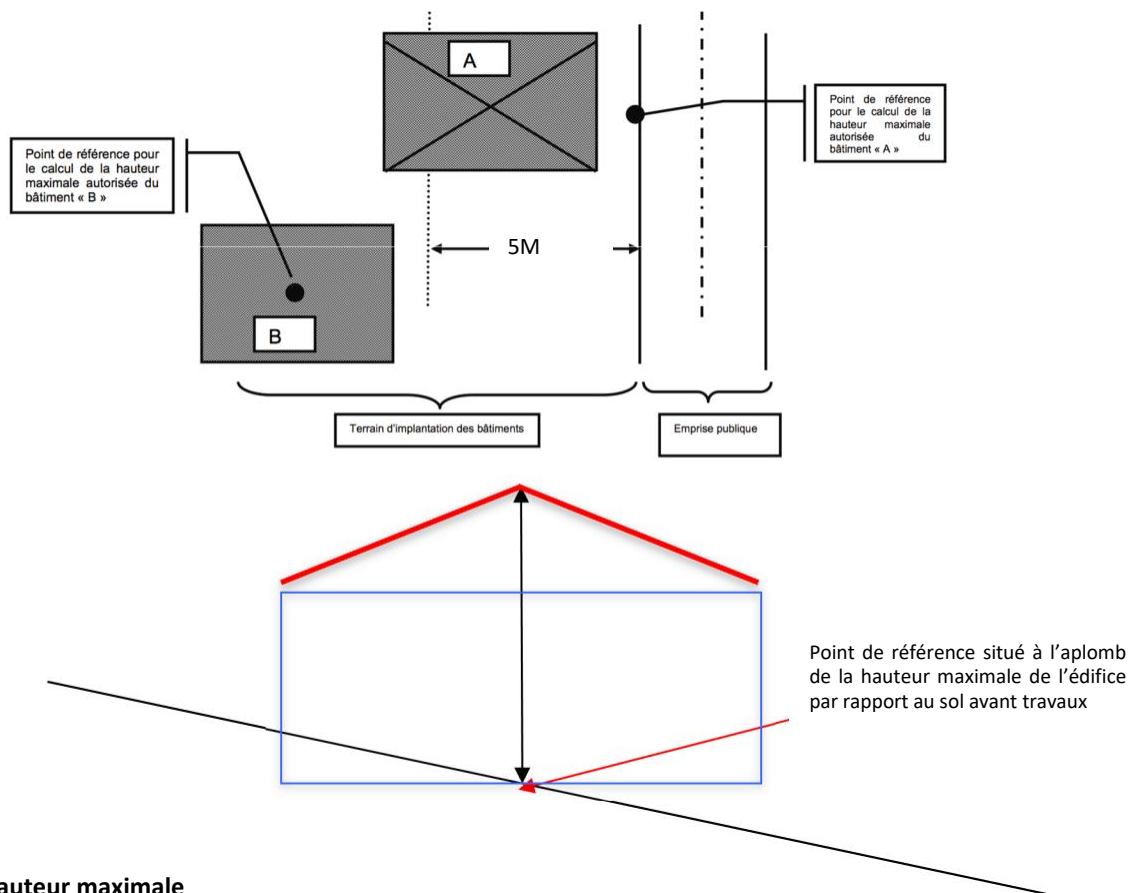 A
Point de référence
pour le calcul de la
hauteur maximale
autorisée du
bâtiment « A »
Point de référence pour
le calcul de la hauteur
maximale autorisée du
bâtiment « B »
5M
B
Terrain d'implantation des bâtiments
Emprise publique
Point de référence situé à l'aplomb
de la hauteur maximale de l'édifice
par rapport au sol avant travaux
auteur maximale